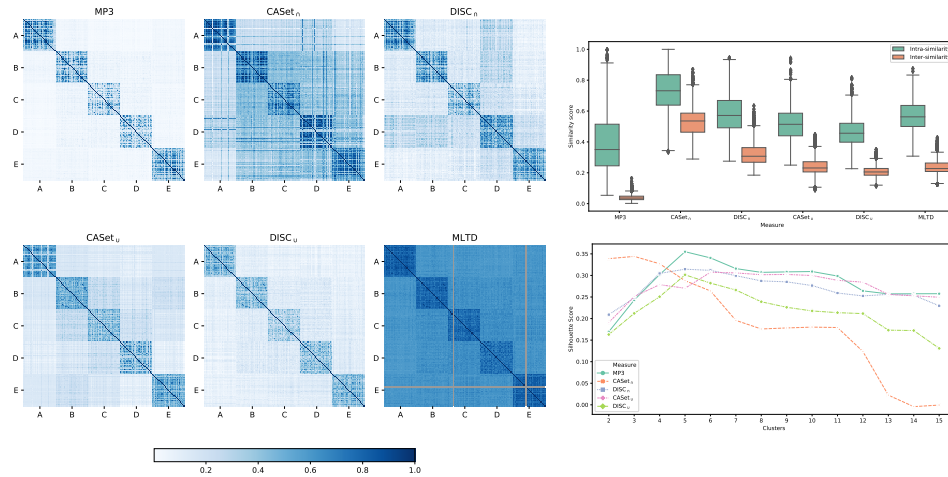 MP3
A
B
C
D
E
A B C D E
CASet∩
A B C D E
DISC∩
A
B
C
D
E
A B C D E
CASet∪
A
B
C
D
E
A B C D E
DISC∪
A B C D E
MLTD
A
B
C
D
E
A B C D E
0.2 0.4 0.6 0.8 1.0
Intra-similarity
Inter-similarity
Similarity score
1.0
0.8
0.6
0.4
0.2
0.0
MP3 CASet∩ DISC∩ CASet∪ DISC∪ MLTD
Measure
Silhouette Score
0.35
0.30
0.25
0.20
0.15
0.10
0.05
0.00
Measure
MP3
CASet∩
DISC∩
CASet∪
DISC∪
2 3 4 5 6 7 8 9 10 11 12 13 14 15
Clusters